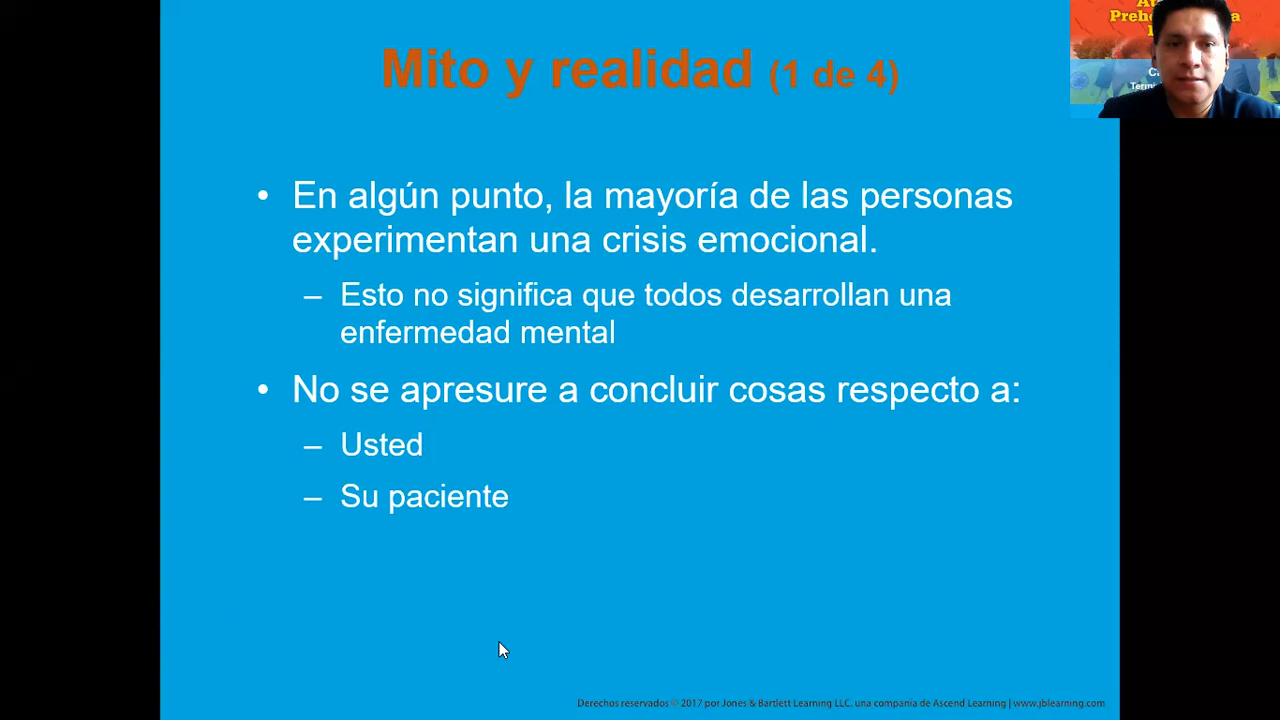 Mito y realidad (1 de 4)
• En algún punto, la mayoría de las personas
experimentan una crisis emocional.
– Esto no significa que todos desarrollan una
enfermedad mental
• No se apresure a concluir cosas respecto a:
– Usted
– Su paciente
Derechos reservados © 2017 por Jones & Bartlett Learning LLC. una compañía de Ascend Learning | www.jblearning.com